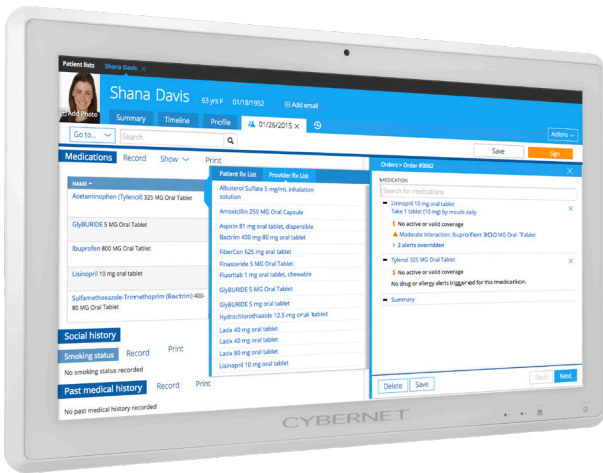 Patient lists
Shana Davis ×
Shana Davis
63 yrs F 01/18/1952
Add email
Add Photo
Summary
Timeline
Profile
01/26/2015 ×
Actions
Go to...
Search
Save
Sign
Medications
Record
Show
Print
NAME
Acetaminophen (Tylenol) 325 MG Oral Tablet
GlyBURIDE 5 MG Oral Tablet
Ibuprofen 800 MG Oral Tablet
Lisinopril 10 mg oral tablet
Sulfamethoxazole-Trimethoprim (Bactrim) 400-
80 MG Oral Tablet
Social history
Smoking status
Record
Print
No smoking status recorded
Past medical history
Record
Print
No past medical history recorded
Patient Rx List
Provider Rx List
Albuterol Sulfate 5 mg/mL inhalation
solution
Amoxicillin 250 MG Oral Capsule
Aspirin 81 mg oral tablet, dispersible
Bactrim 400 mg-80 mg oral tablet
FiberCon 625 mg oral tablet
Finasteride 5 MG Oral Tablet
Fluoritab 1 mg oral tablet, chewable
GlyBURIDE 5 MG Oral Tablet
GlyBURIDE 5 mg oral tablet
Hydrochlorothiazide 12.5 mg oral tablet
Lasix 40 mg oral tablet
Lasix 40 mg oral tablet
Lasix 80 mg oral tablet
Lisinopril 10 mg oral tablet
Orders > Order #3662
MEDICATION
Search for medications
Lisinopril 10 mg oral tablet
Take 1 tablet (10 mg) by mouth daily
$ No active or valid coverage
Moderate Interaction: Ibuprofen 800 MG Oral Tablet
> 2 alerts overridden
Tylenol 325 MG Oral Tablet
$ No active or valid coverage
No drug or allergy alerts triggered for this medication.
Summary
Delete
Save
Back
Next
CYBERNET